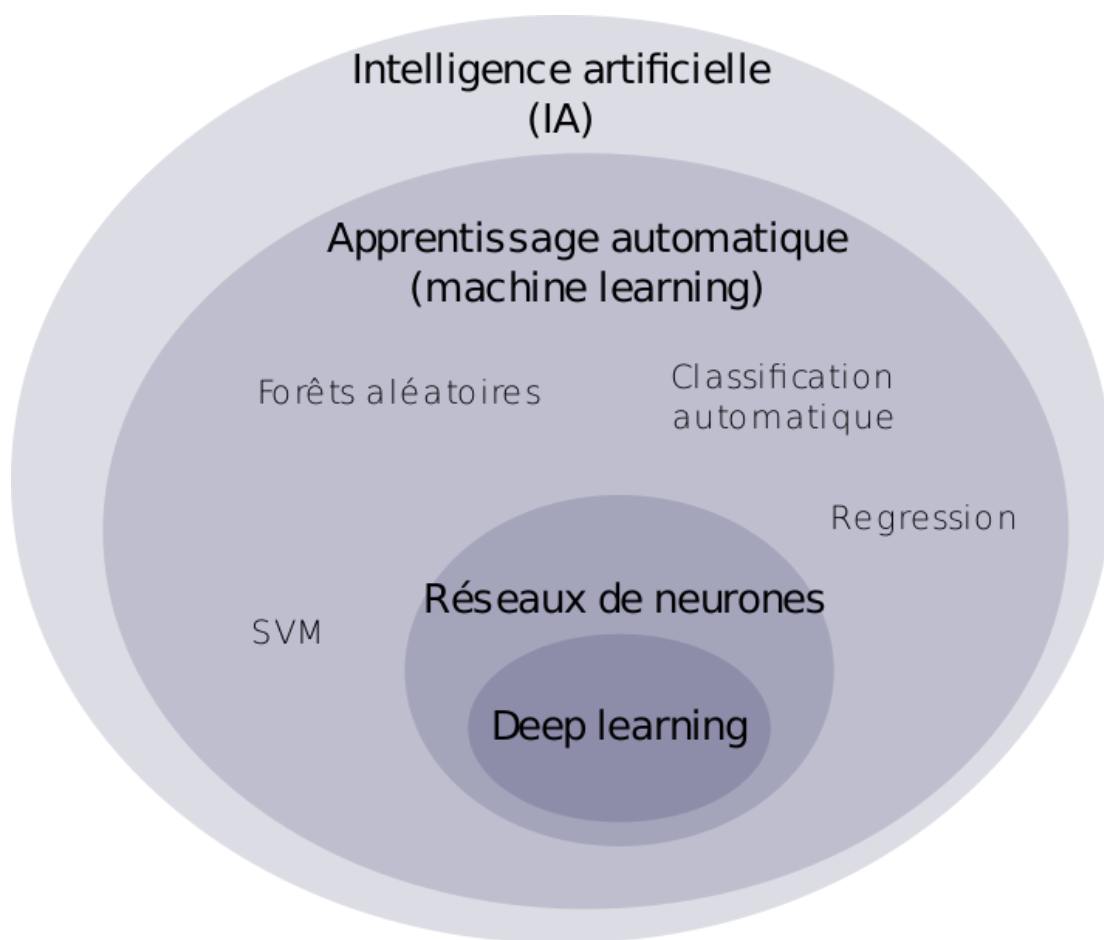 Intelligence artificielle
(IA)
Apprentissage automatique
(machine learning)
Forêts aléatoires
Classification
automatique
Regression
Réseaux de neurones
SVM
Deep learning